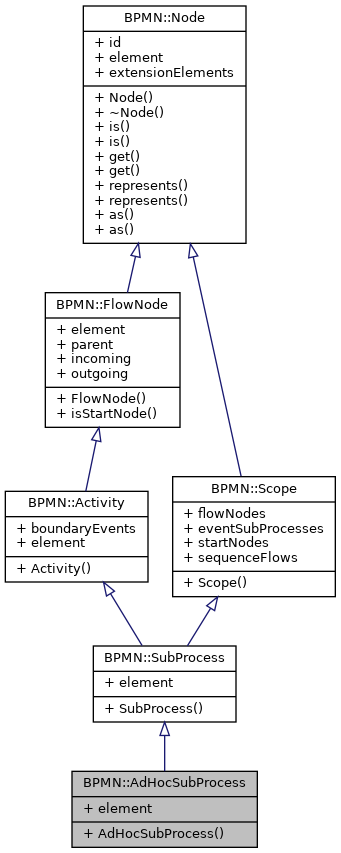 BPMN::Node
+ id
+ element
+ extensionElements
+ Node()
+ ~Node()
+ is()
+ is()
+ get()
+ get()
+ represents()
+ represents()
+ as()
+ as()
BPMN::FlowNode
+ element
+ parent
+ incoming
+ outgoing
+ FlowNode()
+ isStartNode()
BPMN::Activity
+ boundaryEvents
+ element
+ Activity()
BPMN::Scope
+ flowNodes
+ eventSubProcesses
+ startNodes
+ sequenceFlows
+ Scope()
BPMN::SubProcess
+ element
+ SubProcess()
BPMN::AdHocSubProcess
+ element
+ AdHocSubProcess()